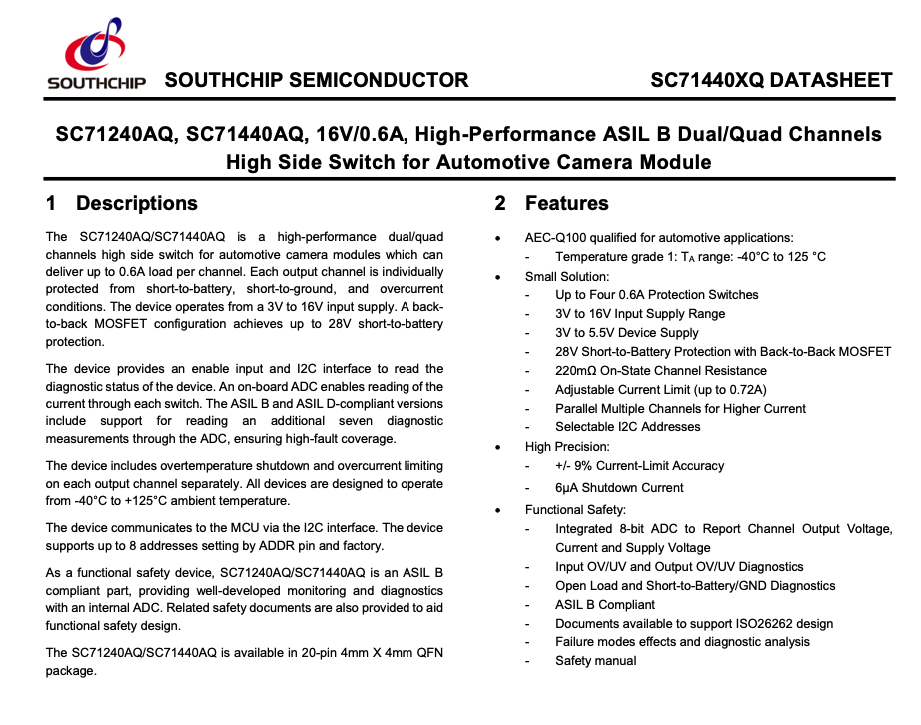 SOUTHCHIP
SOUTHCHIP SEMICONDUCTOR
SC71440XQ DATASHEET
SC71240AQ, SC71440AQ, 16V/0.6A, High-Performance ASIL B Dual/Quad Channels
High Side Switch for Automotive Camera Module
1 Descriptions
The SC71240AQ/SC71440AQ is a high-performance dual/quad
channels high side switch for automotive camera modules which can
deliver up to 0.6A load per channel. Each output channel is individually
protected from short-to-battery, short-to-ground, and overcurrent
conditions. The device operates from a 3V to 16V input supply. A back-
to-back MOSFET configuration achieves up to 28V short-to-battery
protection.
The device provides an enable input and I2C interface to read the
diagnostic status of the device. An on-board ADC enables reading of the
current through each switch. The ASIL B and ASIL D-compliant versions
include support for reading an additional seven diagnostic
measurements through the ADC, ensuring high-fault coverage.
The device includes overtemperature shutdown and overcurrent limiting
on each output channel separately. All devices are designed to operate
from -40°C to +125°C ambient temperature.
The device communicates to the MCU via the I2C interface. The device
supports up to 8 addresses setting by ADDR pin and factory.
As a functional safety device, SC71240AQ/SC71440AQ is an ASIL B
compliant part, providing well-developed monitoring and diagnostics
with an internal ADC. Related safety documents are also provided to aid
functional safety design.
The SC71240AQ/SC71440AQ is available in 20-pin 4mm X 4mm QFN
package.
2 Features
• AEC-Q100 qualified for automotive applications:
- Temperature grade 1: TA range: -40°C to 125 °C
• Small Solution:
- Up to Four 0.6A Protection Switches
- 3V to 16V Input Supply Range
- 3V to 5.5V Device Supply
- 28V Short-to-Battery Protection with Back-to-Back MOSFET
- 220mΩ On-State Channel Resistance
- Adjustable Current Limit (up to 0.72A)
- Parallel Multiple Channels for Higher Current
- Selectable I2C Addresses
• High Precision:
- +/- 9% Current-Limit Accuracy
- 6μA Shutdown Current
• Functional Safety:
- Integrated 8-bit ADC to Report Channel Output Voltage,
Current and Supply Voltage
- Input OV/UV and Output OV/UV Diagnostics
- Open Load and Short-to-Battery/GND Diagnostics
- ASIL B Compliant
- Documents available to support ISO26262 design
- Failure modes effects and diagnostic analysis
- Safety manual